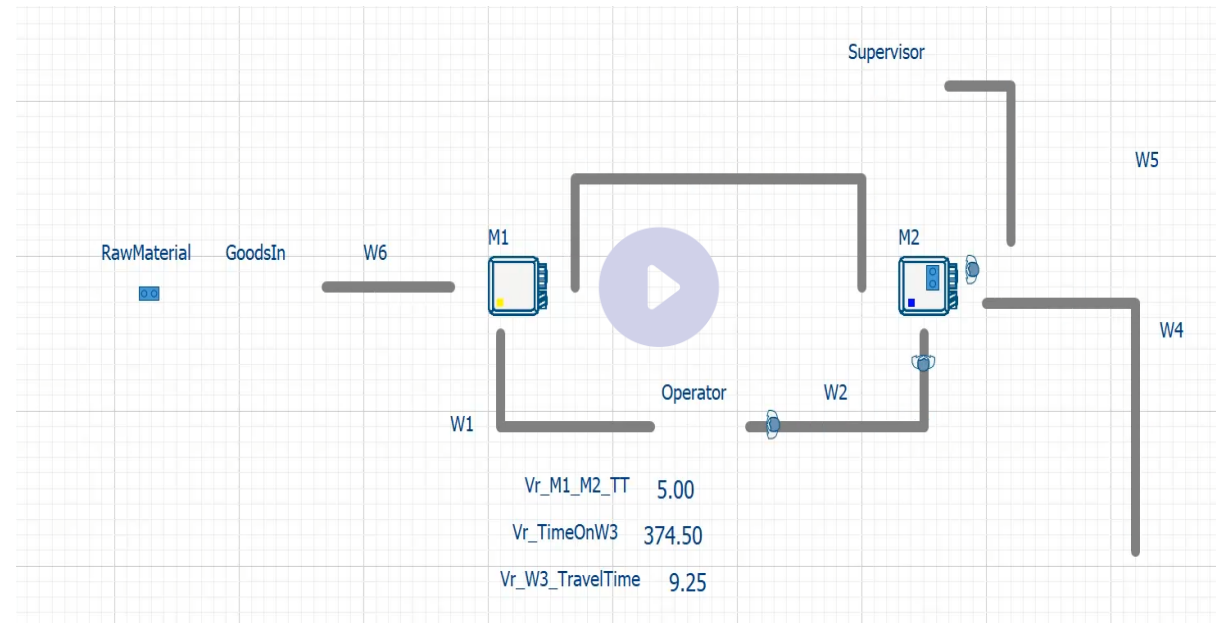 Supervisor
W5
M1
M2
RawMaterial
GoodsIn
W6
W4
Operator
W2
W1
Vr_M1_M2_TT 5.00
Vr_TimeOnW3 374.50
Vr_W3_TravelTime 9.25